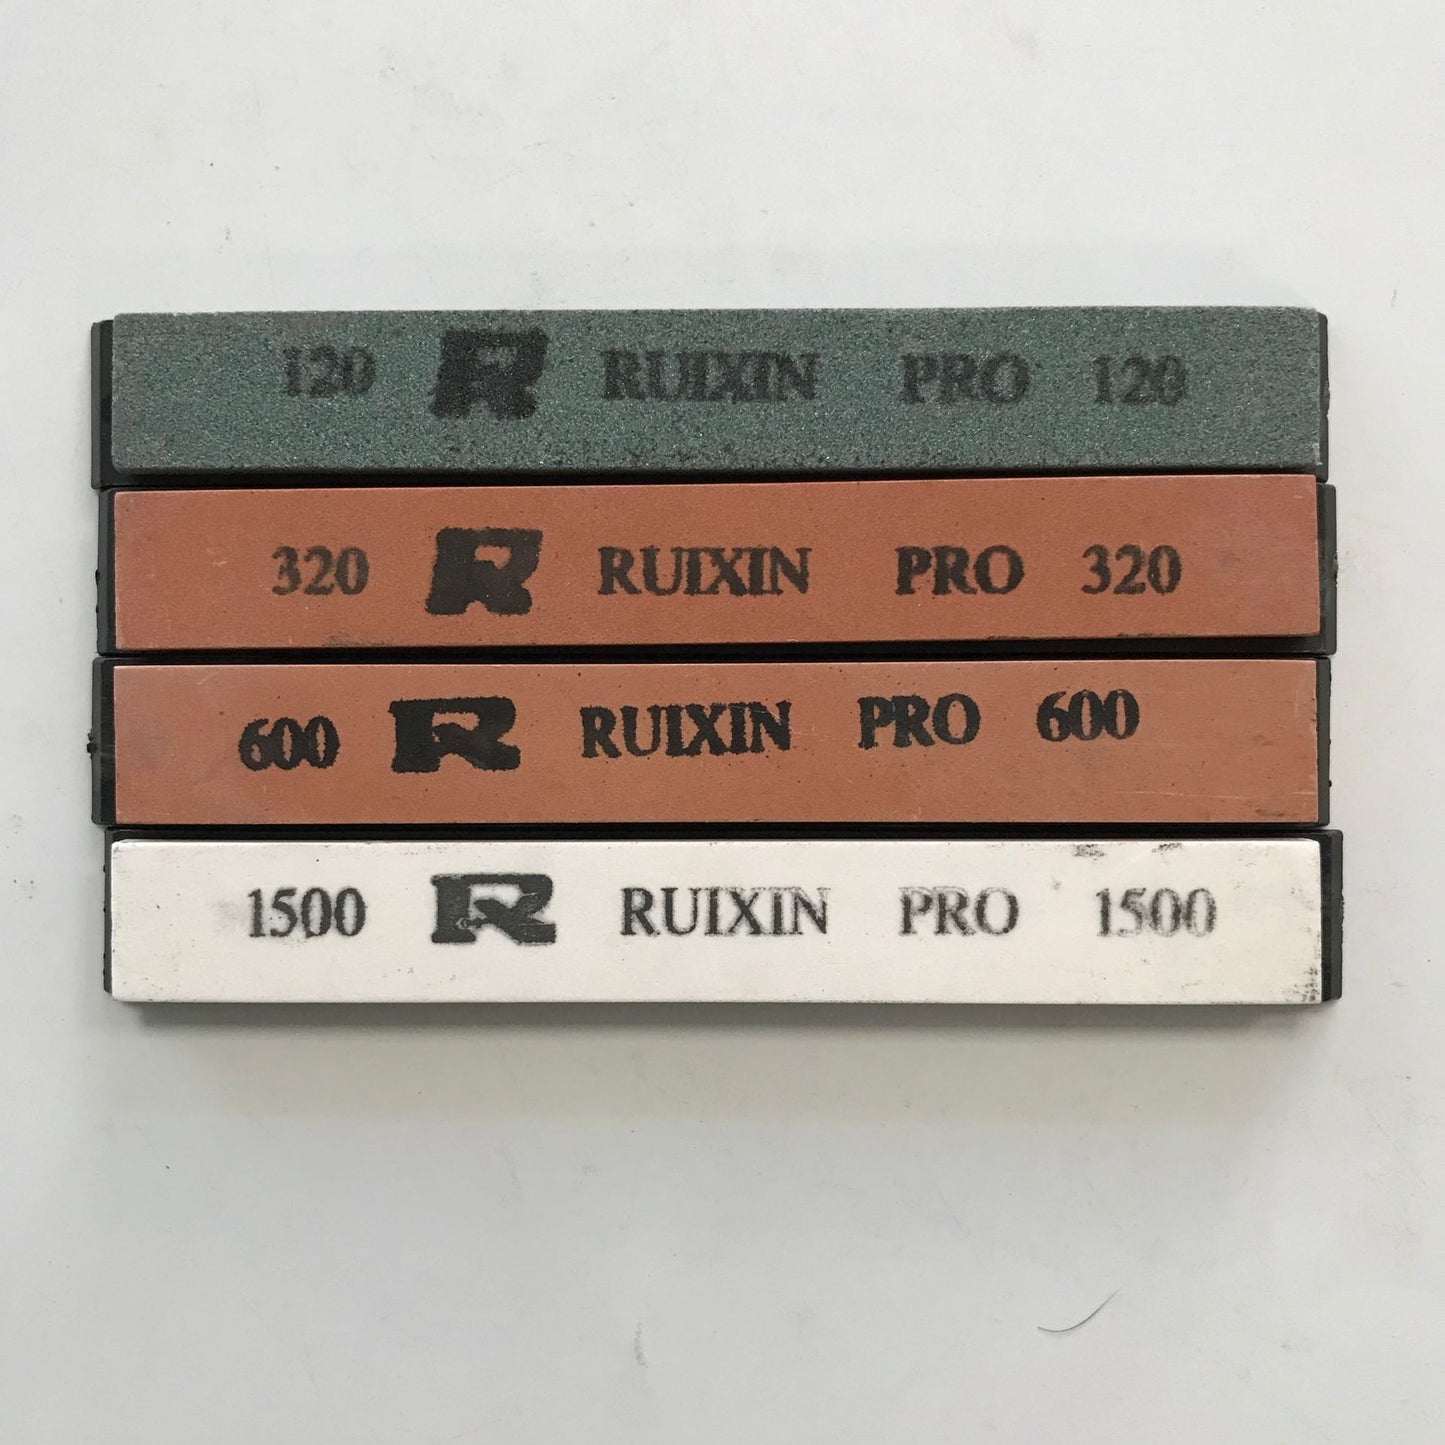 120 R RUIXIN PRO 120
320 R RUIXIN PRO 320
600 R RUIXIN PRO 600
1500 R RUIXIN PRO 1500